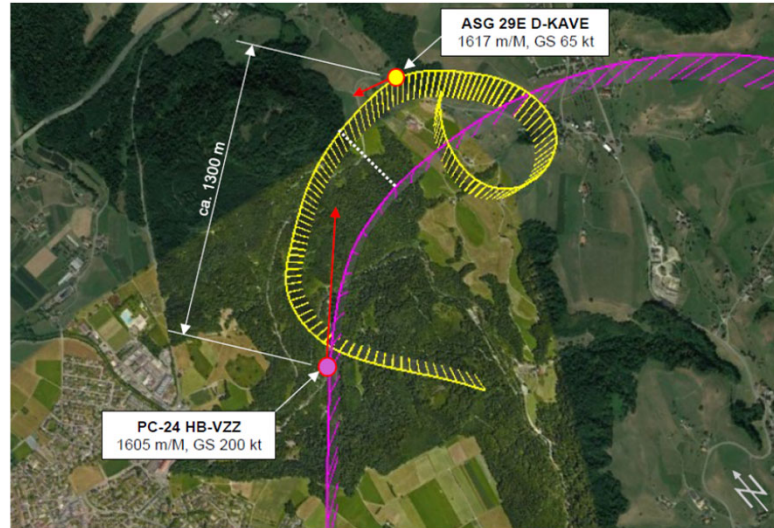 ASG 29E D-KAVE
1617 m/M, GS 65 kt
ca. 1300 m
PC-24 HB-VZZ
1605 m/M, GS 200 kt
N